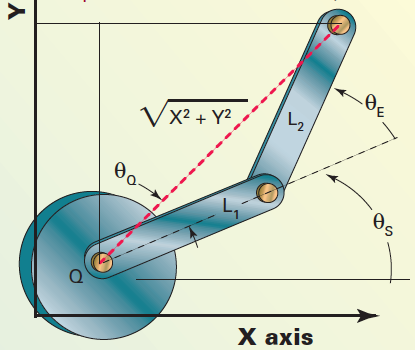 Y
θE
L2
√X² + Y²
θQ
L1
θS
Q
X axis